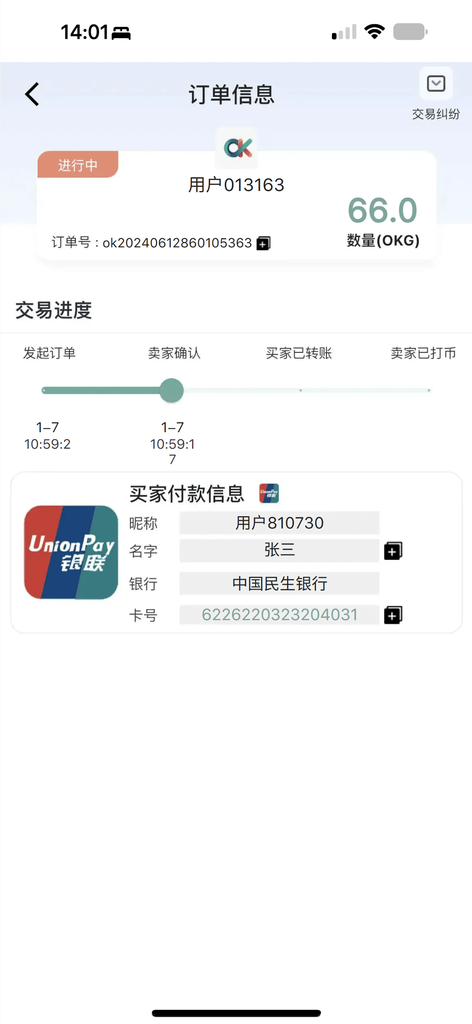 14:01
订单信息
交易纠纷
进行中
OK
用户013163
66.0
订单号 : ok20240612860105363
数量(OKG)
交易进度
发起订单
卖家确认
买家已转账
卖家已打币
1-7
10:59:2
1-7
10:59:1
7
买家付款信息
UnionPay
银联
UnionPay
银联
昵称
用户810730
名字
张三
银行
中国民生银行
卡号
6226220323204031